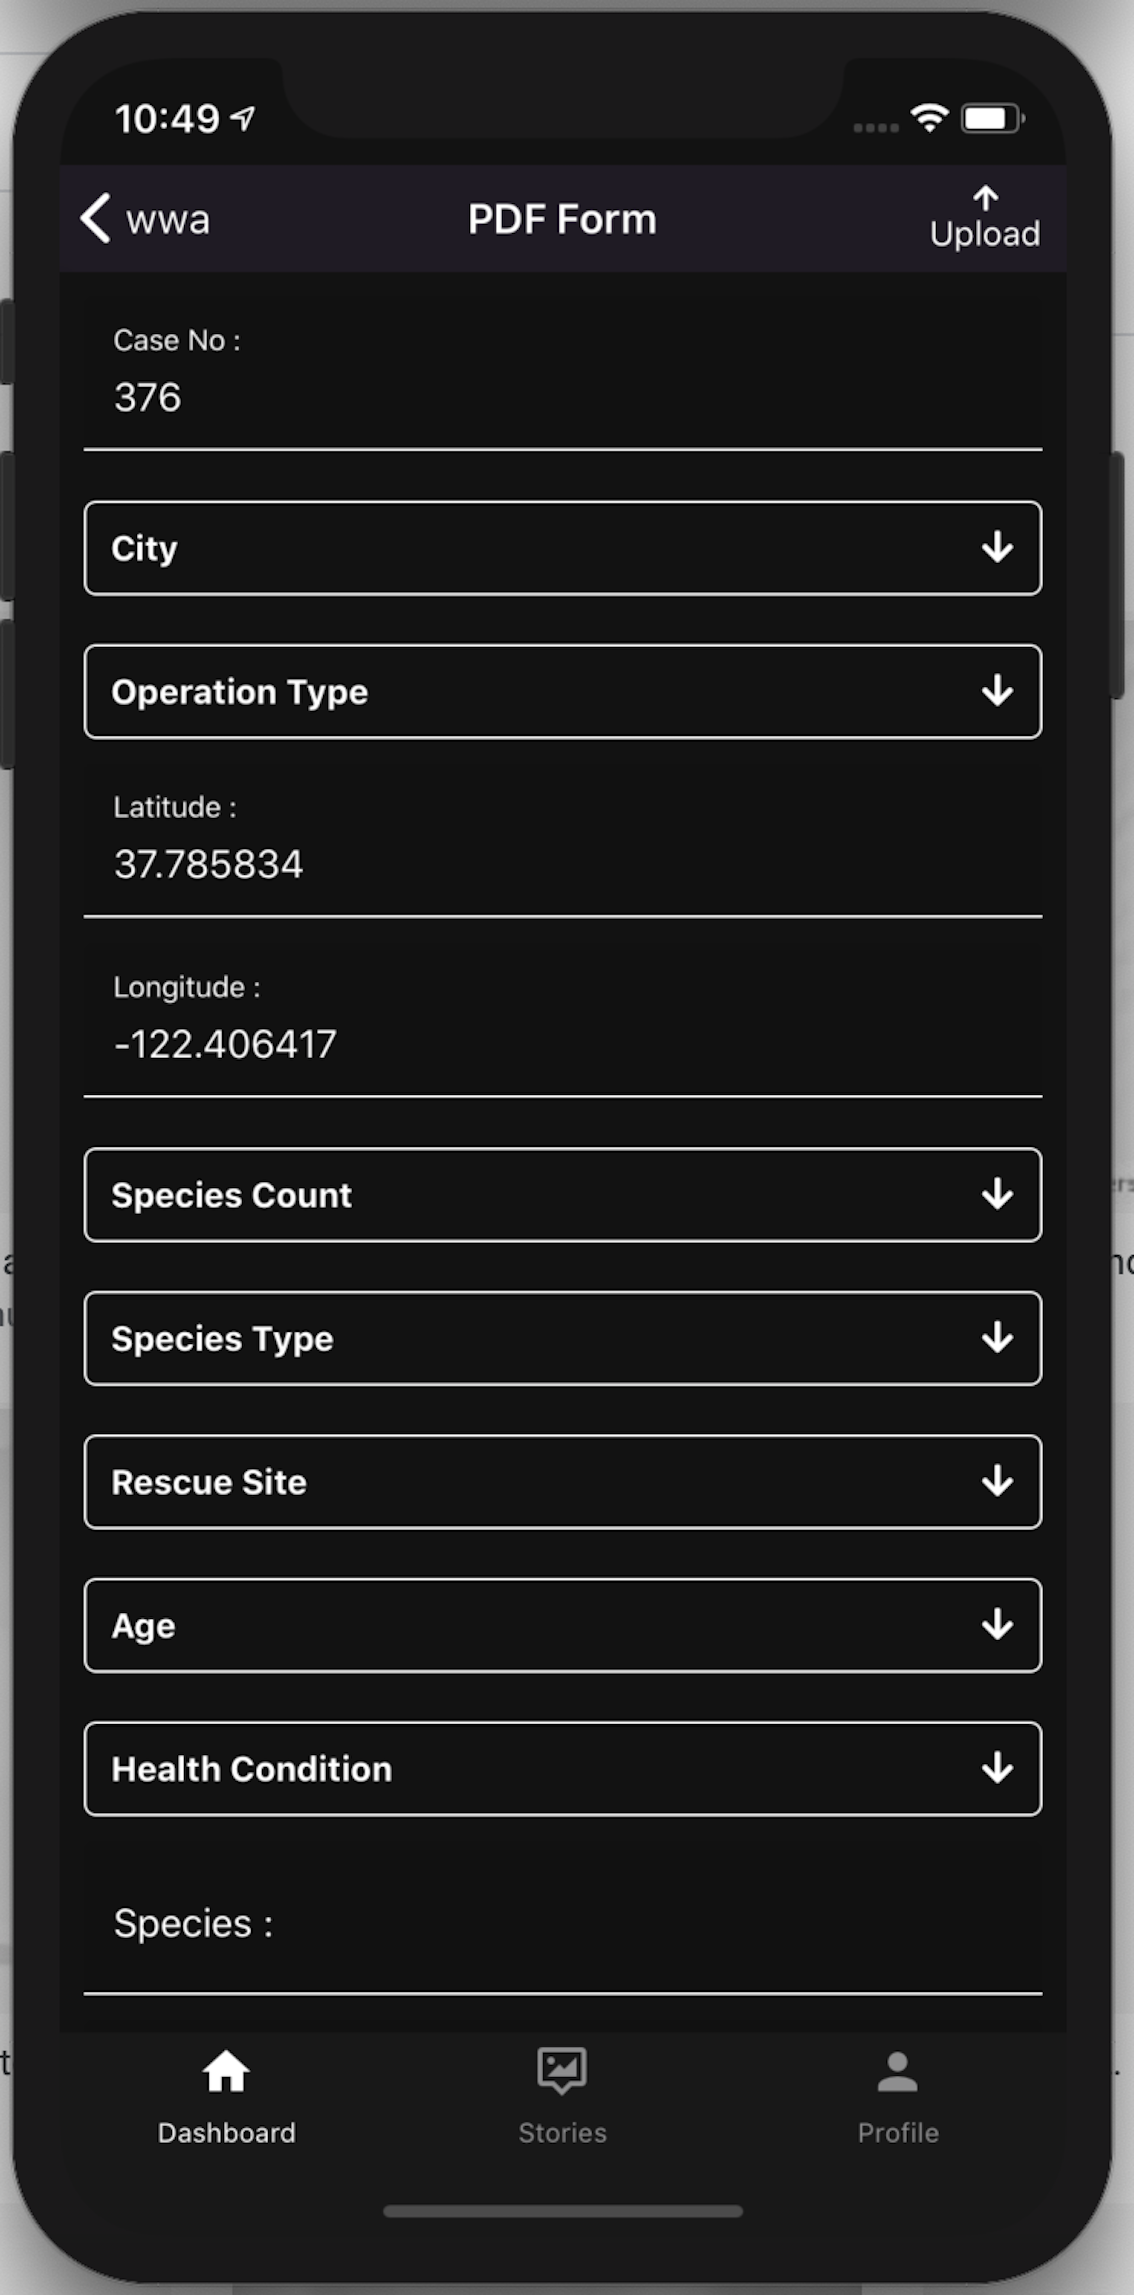 10:49
wwa
PDF Form
Upload
Case No :
376
City
Operation Type
Latitude :
37.785834
Longitude :
-122.406417
Species Count
Species Type
Rescue Site
Age
Health Condition
Species :
Dashboard
Stories
Profile